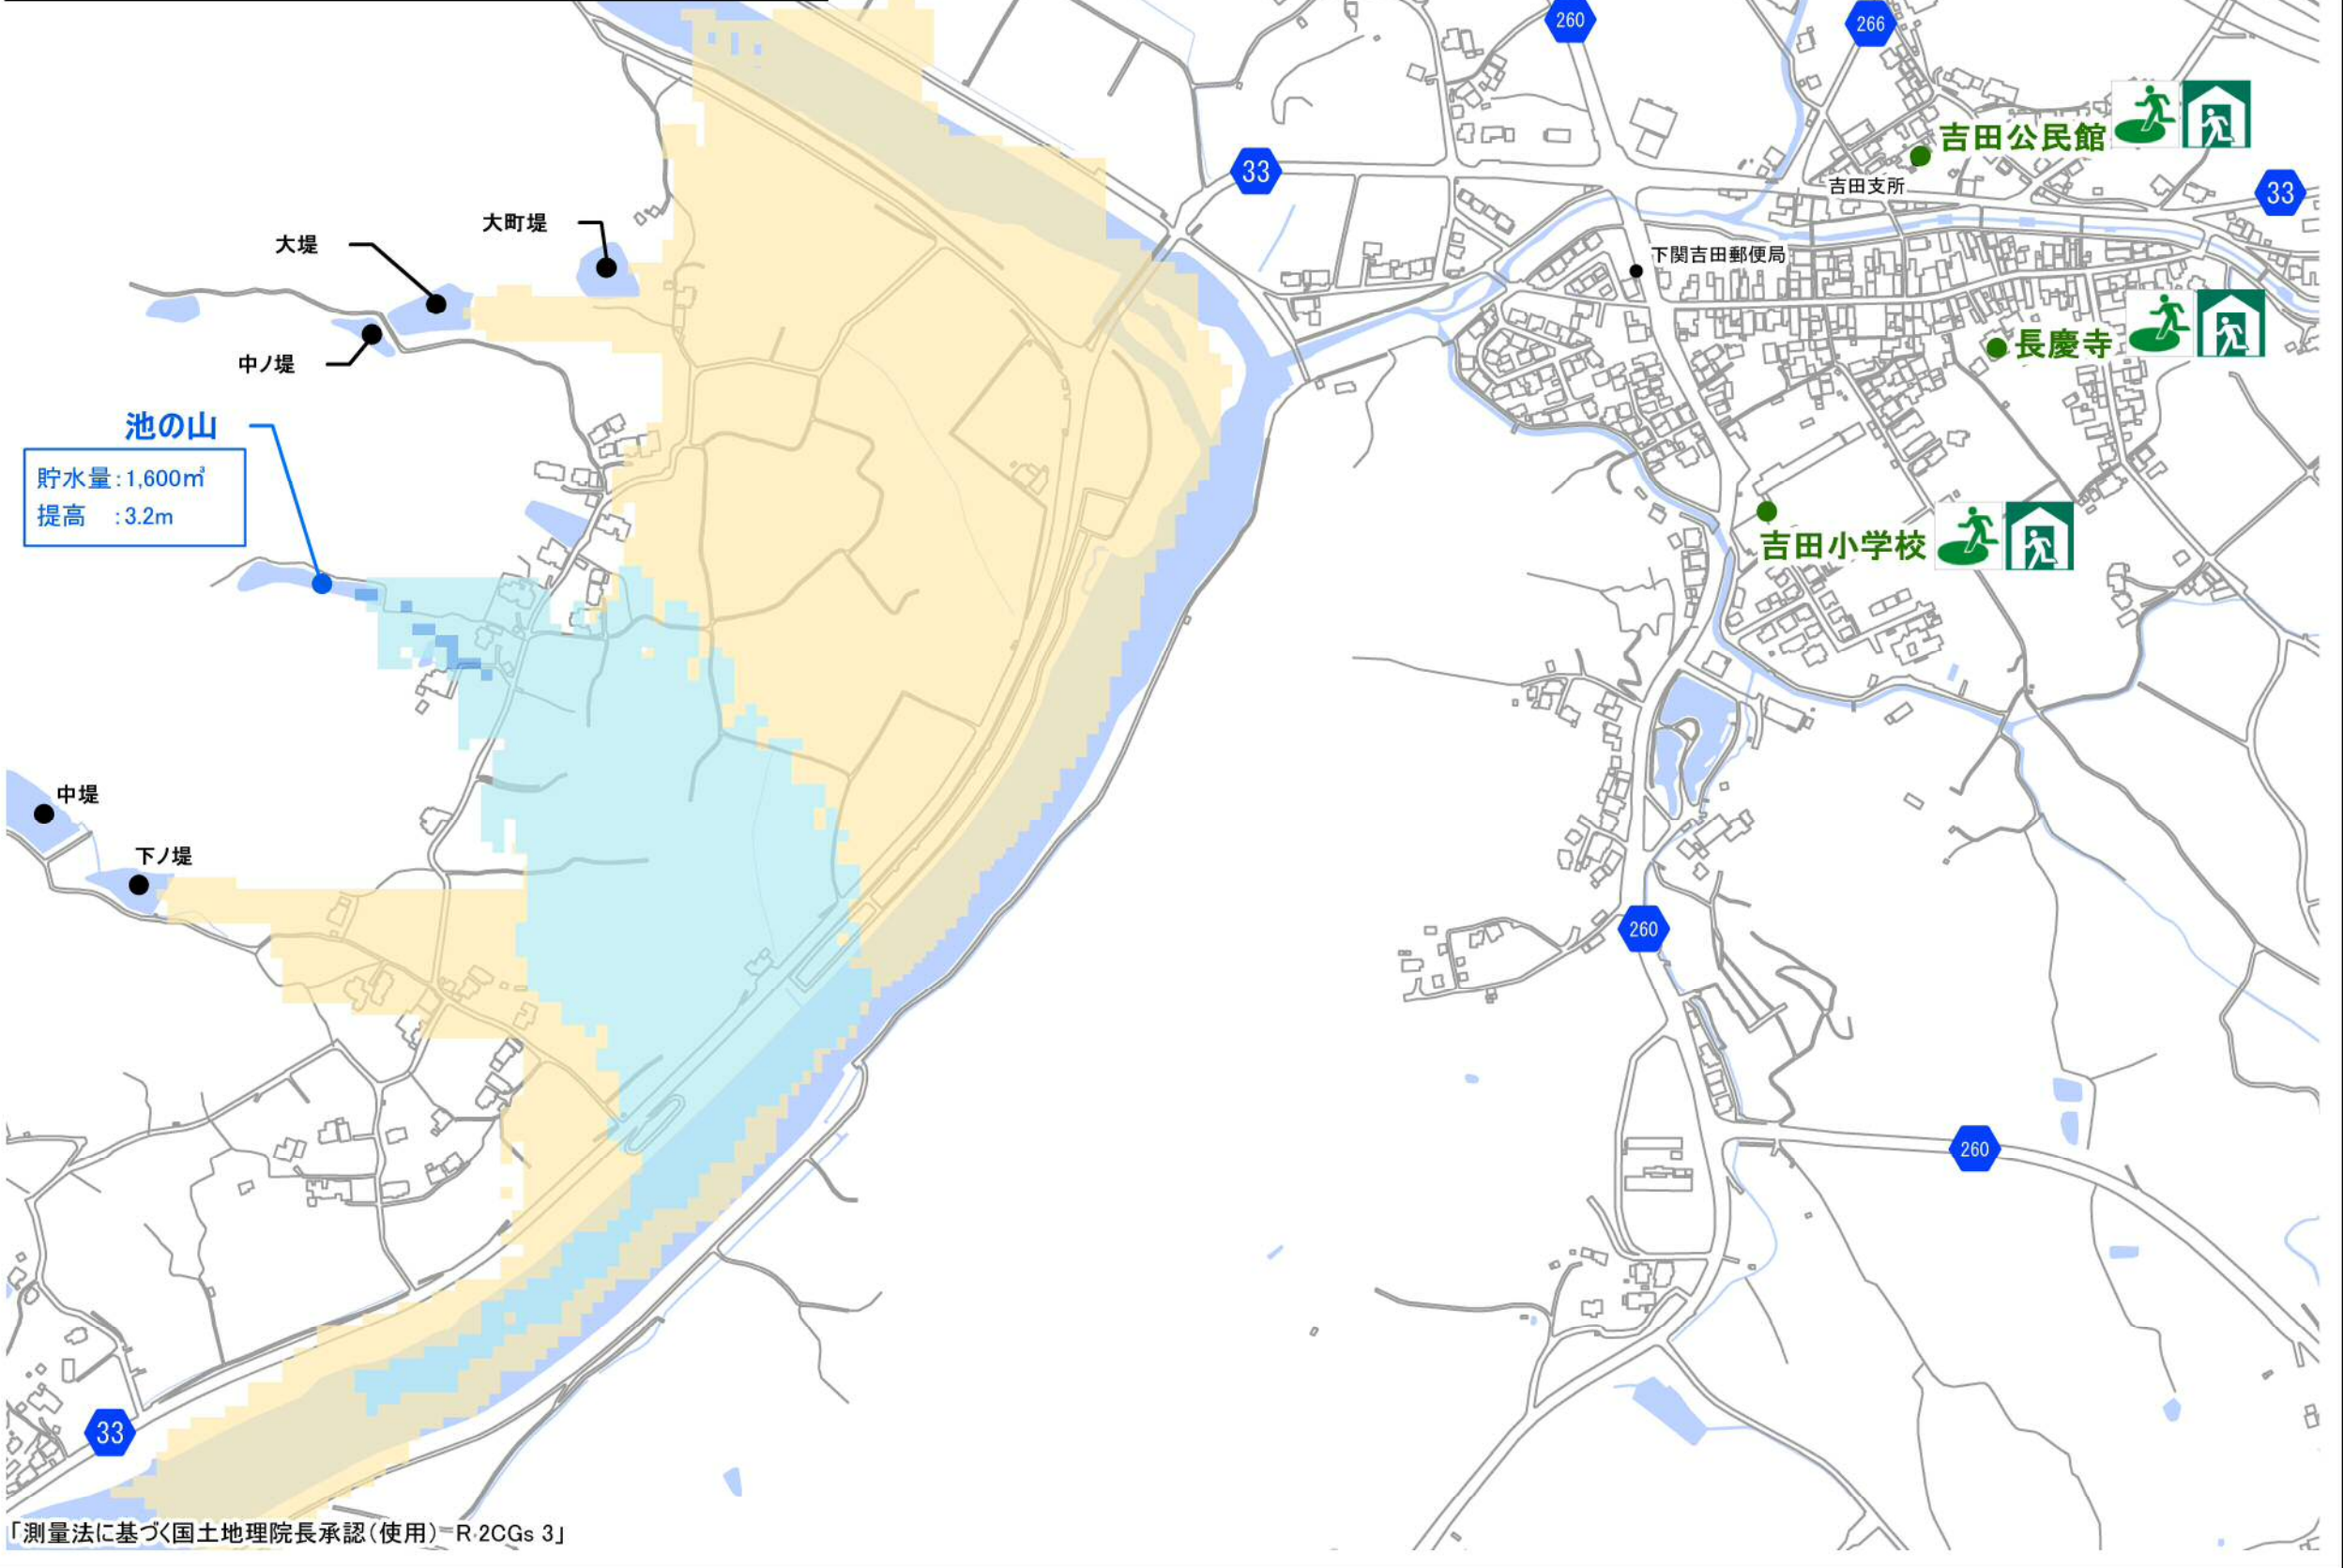 260
266
吉田公民館
33
吉田支所
33
大町堤
大堤
下関吉田郵便局
長慶寺
中ノ堤
池の山
貯水量:1,600㎥
提高 :3.2m
吉田小学校
中堤
下ノ堤
260
260
33
「測量法に基づく国土地理院長承認(使用) R 2CGs 3」